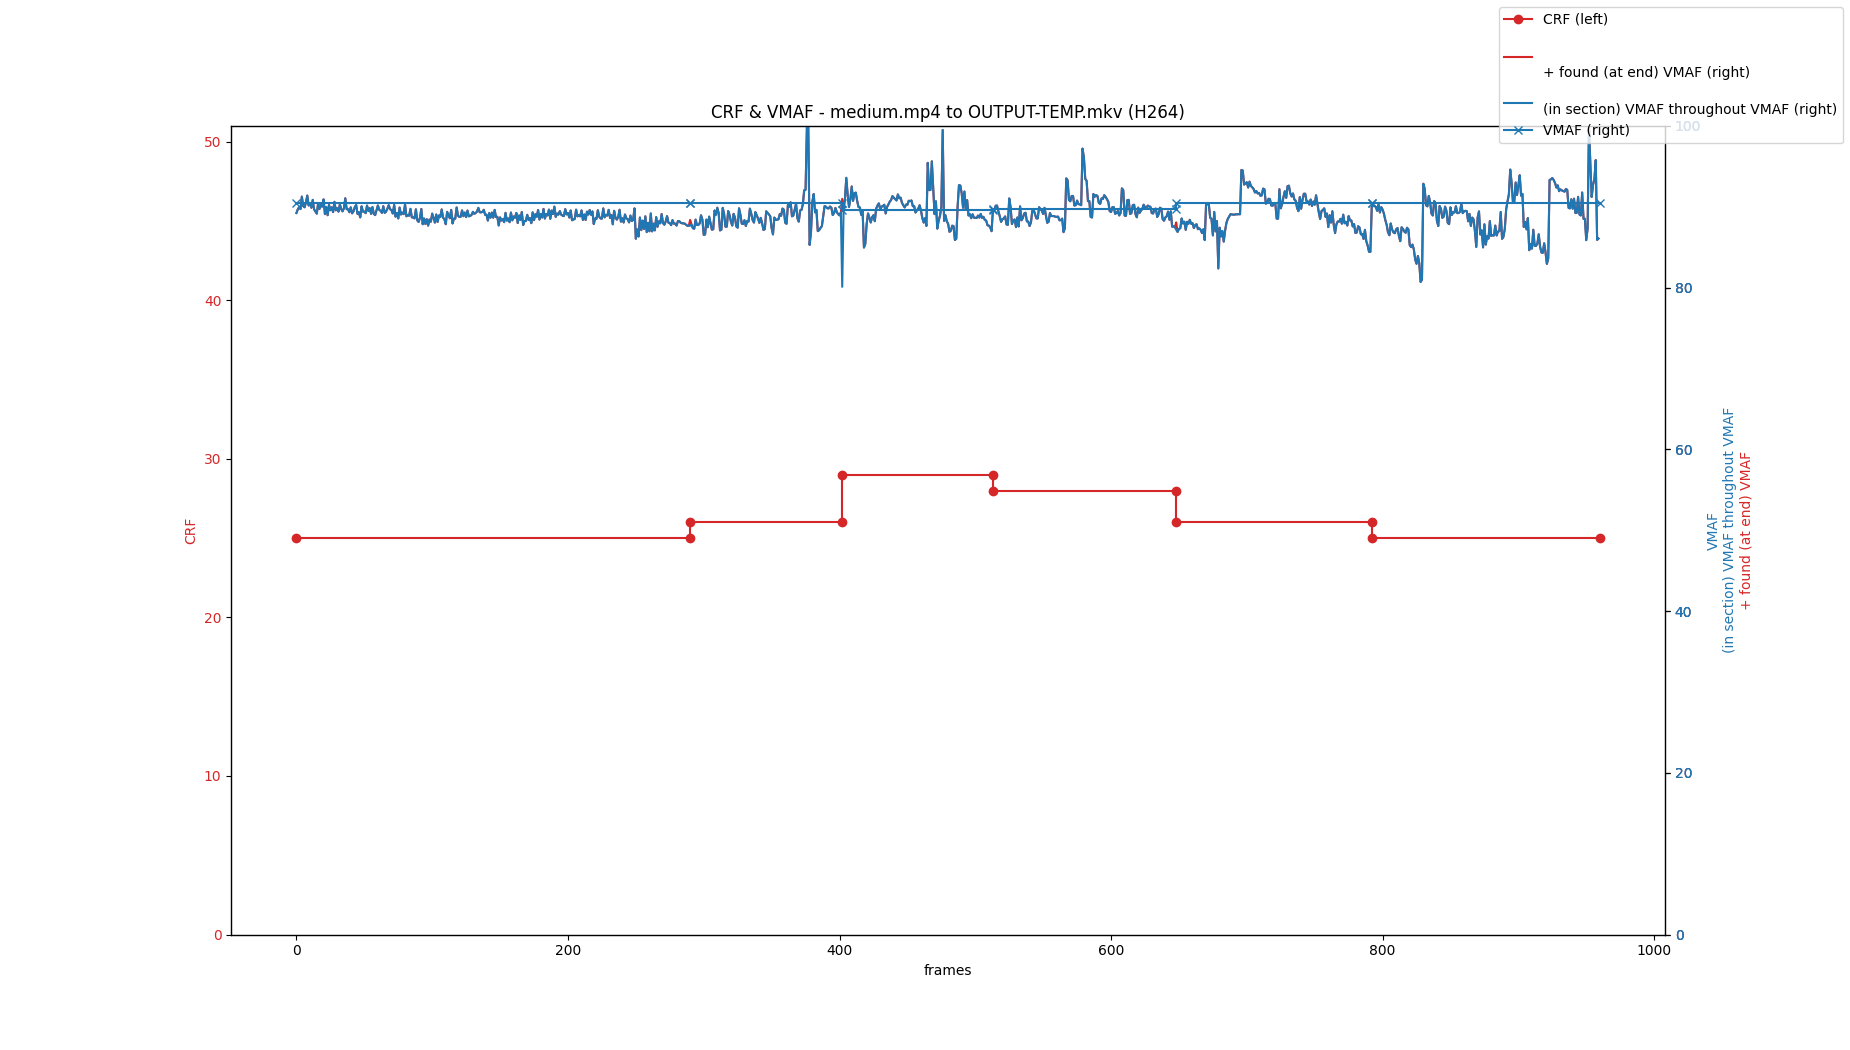 CRF (left)
+ found (at end) VMAF (right)
(in section) VMAF throughout VMAF (right)
VMAF (right)
CRF & VMAF - medium.mp4 to OUTPUT-TEMP.mkv (H264)
50
40
30
20
10
0
CRF
100
80
60
40
20
0
VMAF
(in section) VMAF throughout VMAF
+ found (at end) VMAF
0
200
400
600
800
1000
frames